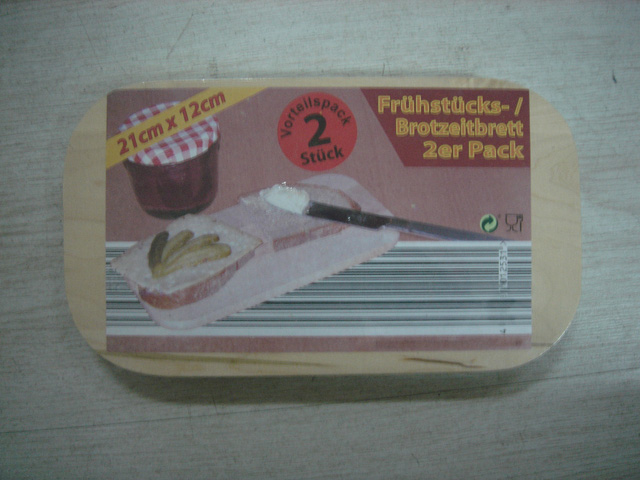 21cm x 12cm
Vorteilspack
2
Stück
Frühstücks-/
Brotzeitbrett
2er Pack